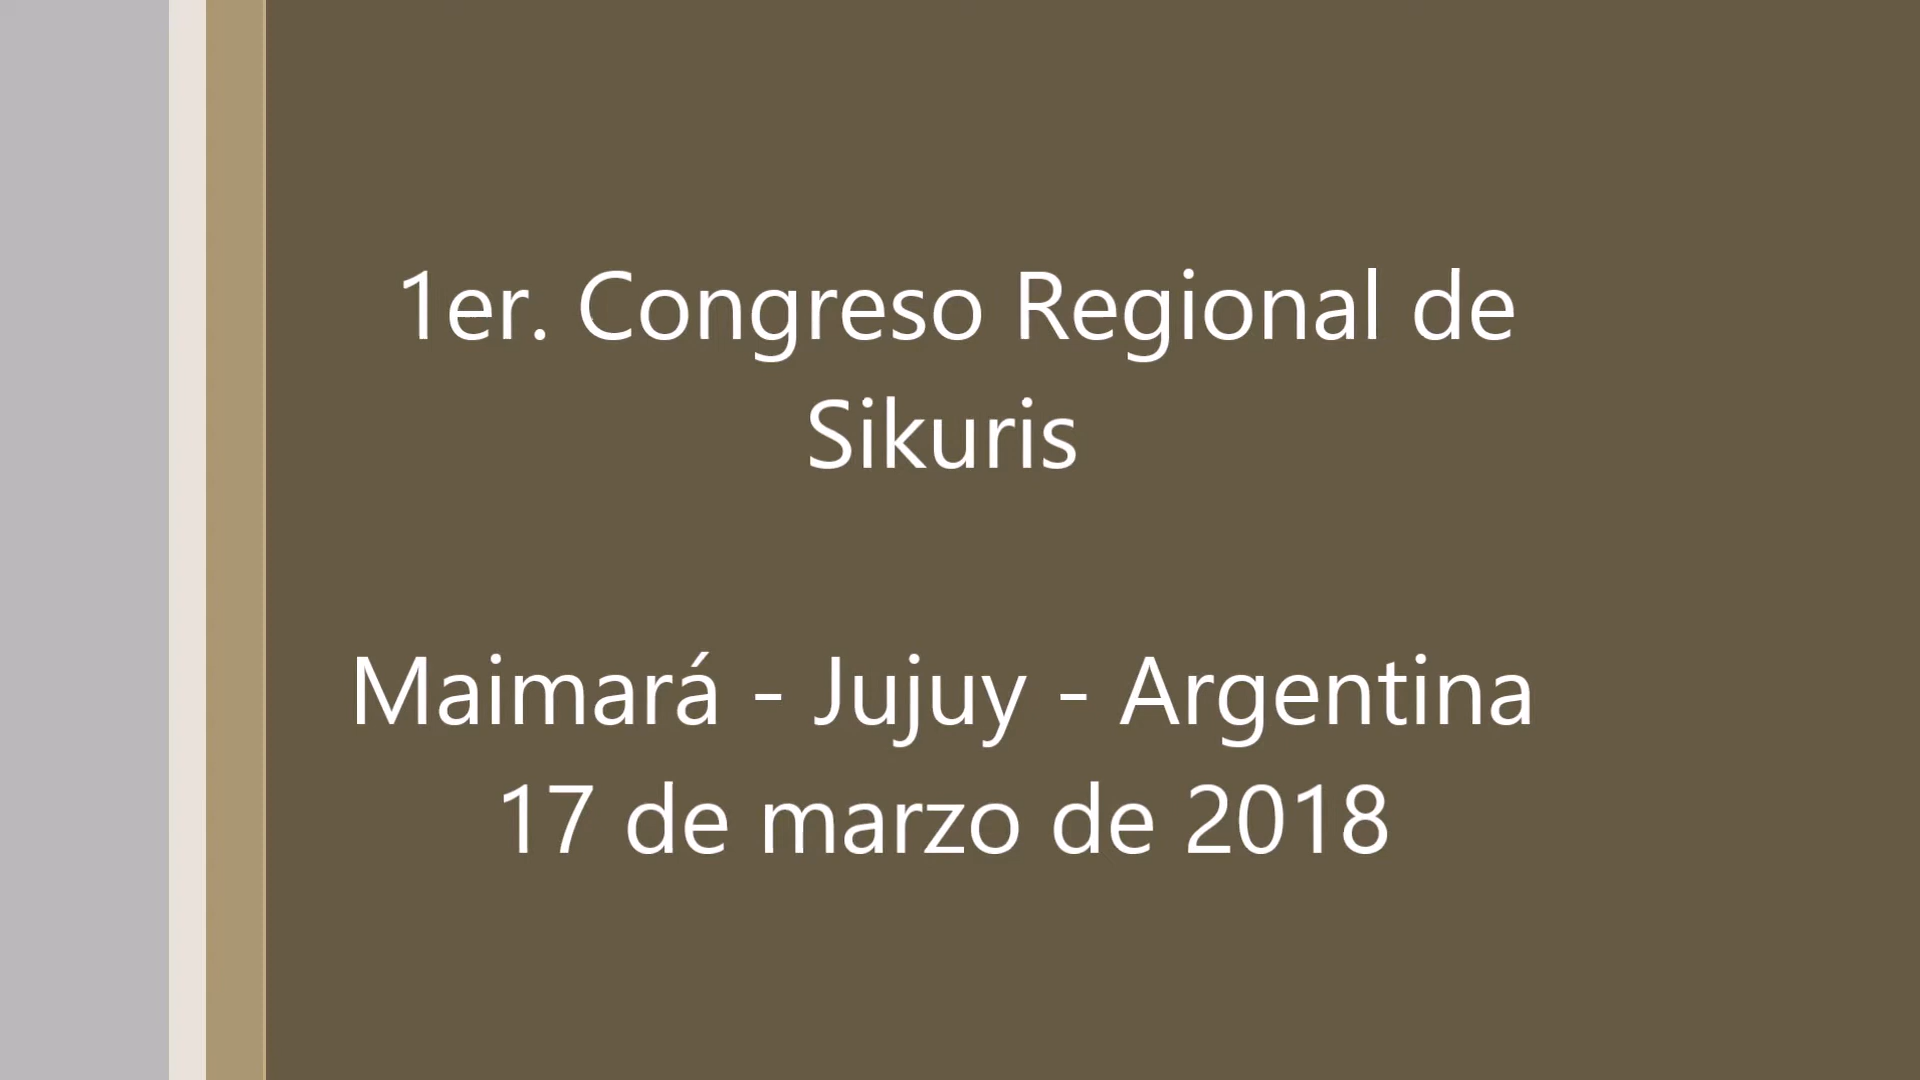 1er. Congreso Regional de
Sikuris
Maimará - Jujuy - Argentina
17 de marzo de 2018